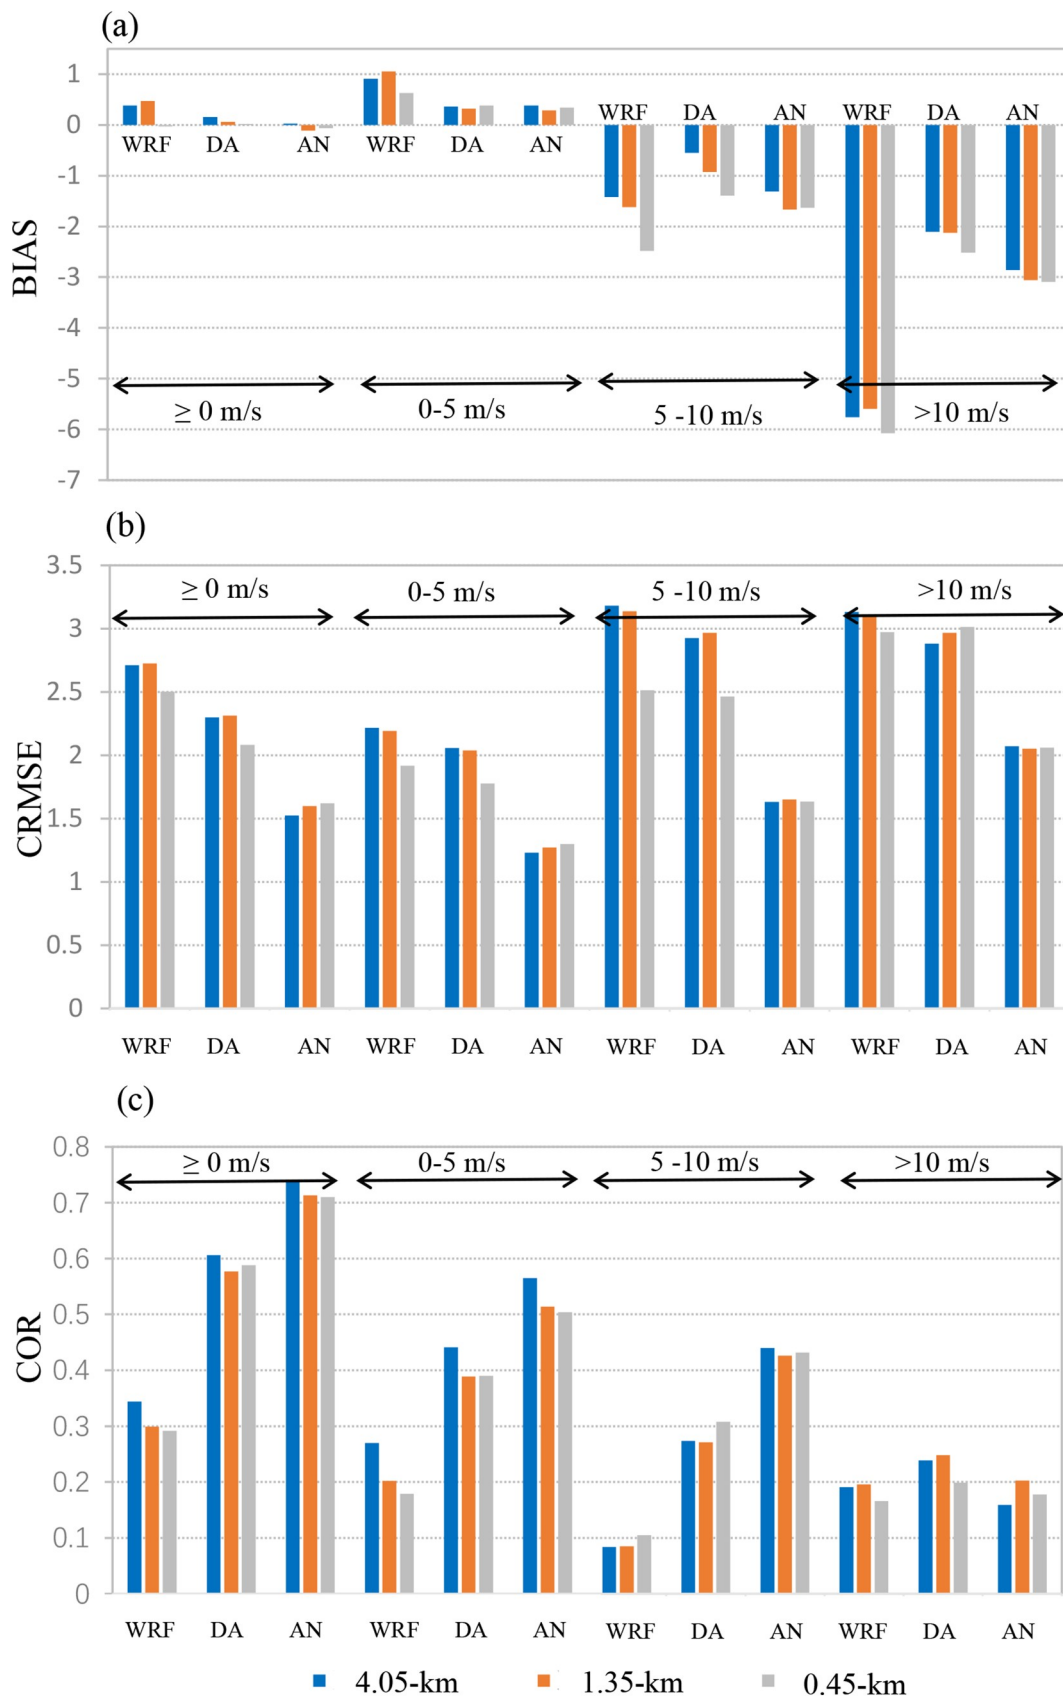 (a)
1
0
-1
-2
-3
-4
-5
-6
-7
BIAS
WRF DA AN WRF DA AN WRF DA AN WRF DA AN
≥ 0 m/s 0-5 m/s 5 -10 m/s >10 m/s
(b)
3.5
3
2.5
2
1.5
1
0.5
0
CRMSE
≥ 0 m/s 0-5 m/s 5 -10 m/s >10 m/s
WRF DA AN WRF DA AN WRF DA AN WRF DA AN
(c)
0.8
0.7
0.6
0.5
0.4
0.3
0.2
0.1
0
COR
≥ 0 m/s 0-5 m/s 5 -10 m/s >10 m/s
WRF DA AN WRF DA AN WRF DA AN WRF DA AN
4.05-km 1.35-km 0.45-km